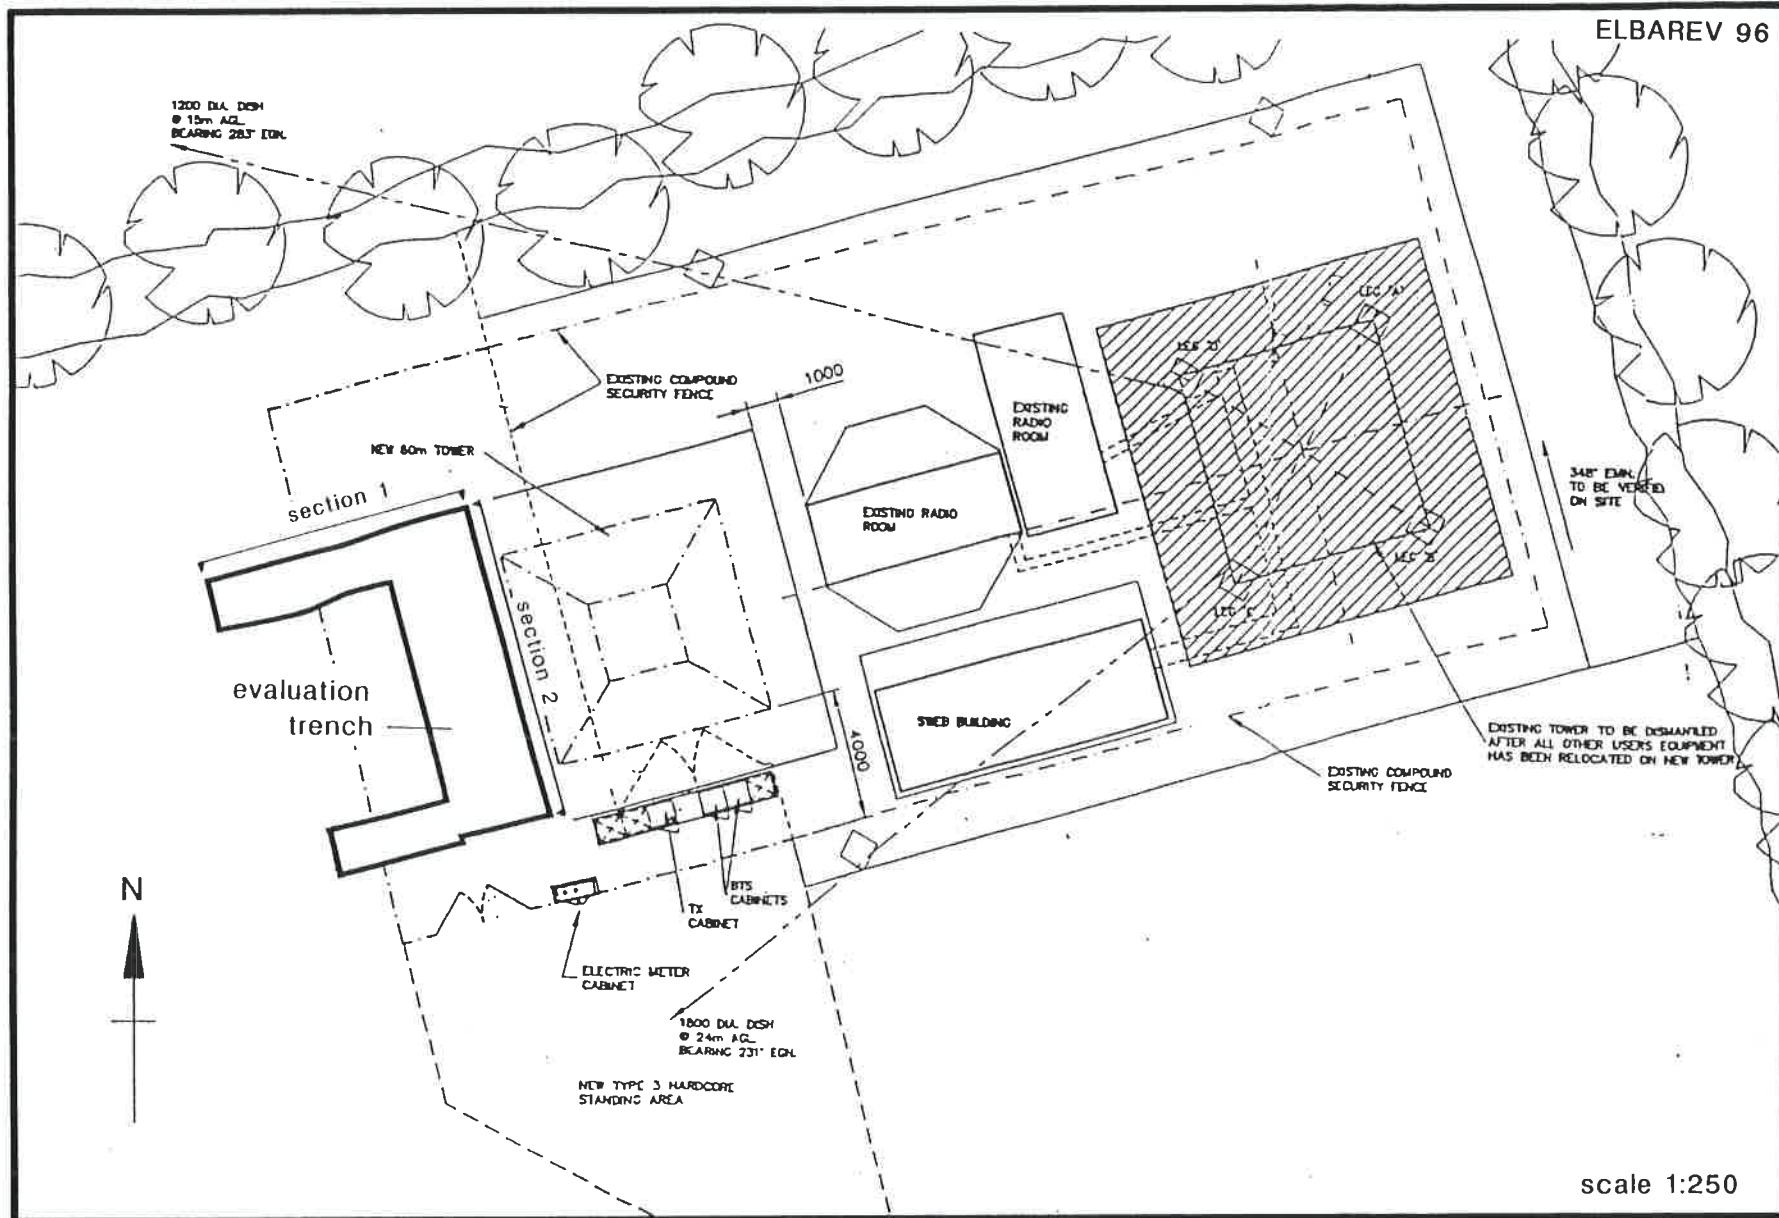 ELBAREV 96
1200 DIA. DISH
@ 15m AGL
BEARING 283° EGN.
EXISTING COMPOUND
SECURITY FENCE
1000
NEW 60m TOWER
EXISTING
RADIO
ROOM
LEG 'D'
LEG 'A'
section 1
EXISTING RADIO
ROOM
348° EMN.
TO BE VERIFIED
ON SITE
LEG 'B'
LEG 'C'
section 2
evaluation
trench
SWEB BUILDING
4000
EXISTING TOWER TO BE DISMANTLED
AFTER ALL OTHER USERS EQUIPMENT
HAS BEEN RELOCATED ON NEW TOWER
EXISTING COMPOUND
SECURITY FENCE
N
BTS
CABINETS
TX
CABINET
ELECTRIC METER
CABINET
1800 DIA. DISH
@ 24m AGL
BEARING 231° EGN.
NEW TYPE 3 HARDCORE
STANDING AREA
scale 1:250